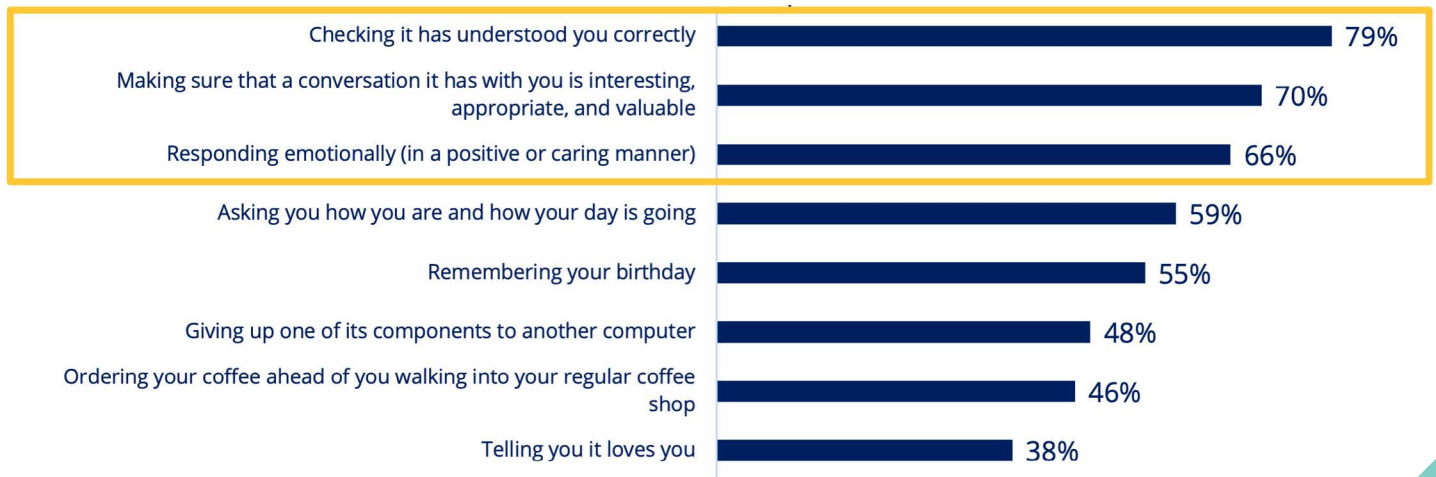 Checking it has understood you correctly
79%
Making sure that a conversation it has with you is interesting,
appropriate, and valuable
70%
Responding emotionally (in a positive or caring manner)
66%
Asking you how you are and how your day is going
59%
Remembering your birthday
55%
Giving up one of its components to another computer
48%
Ordering your coffee ahead of you walking into your regular coffee
shop
46%
Telling you it loves you
38%